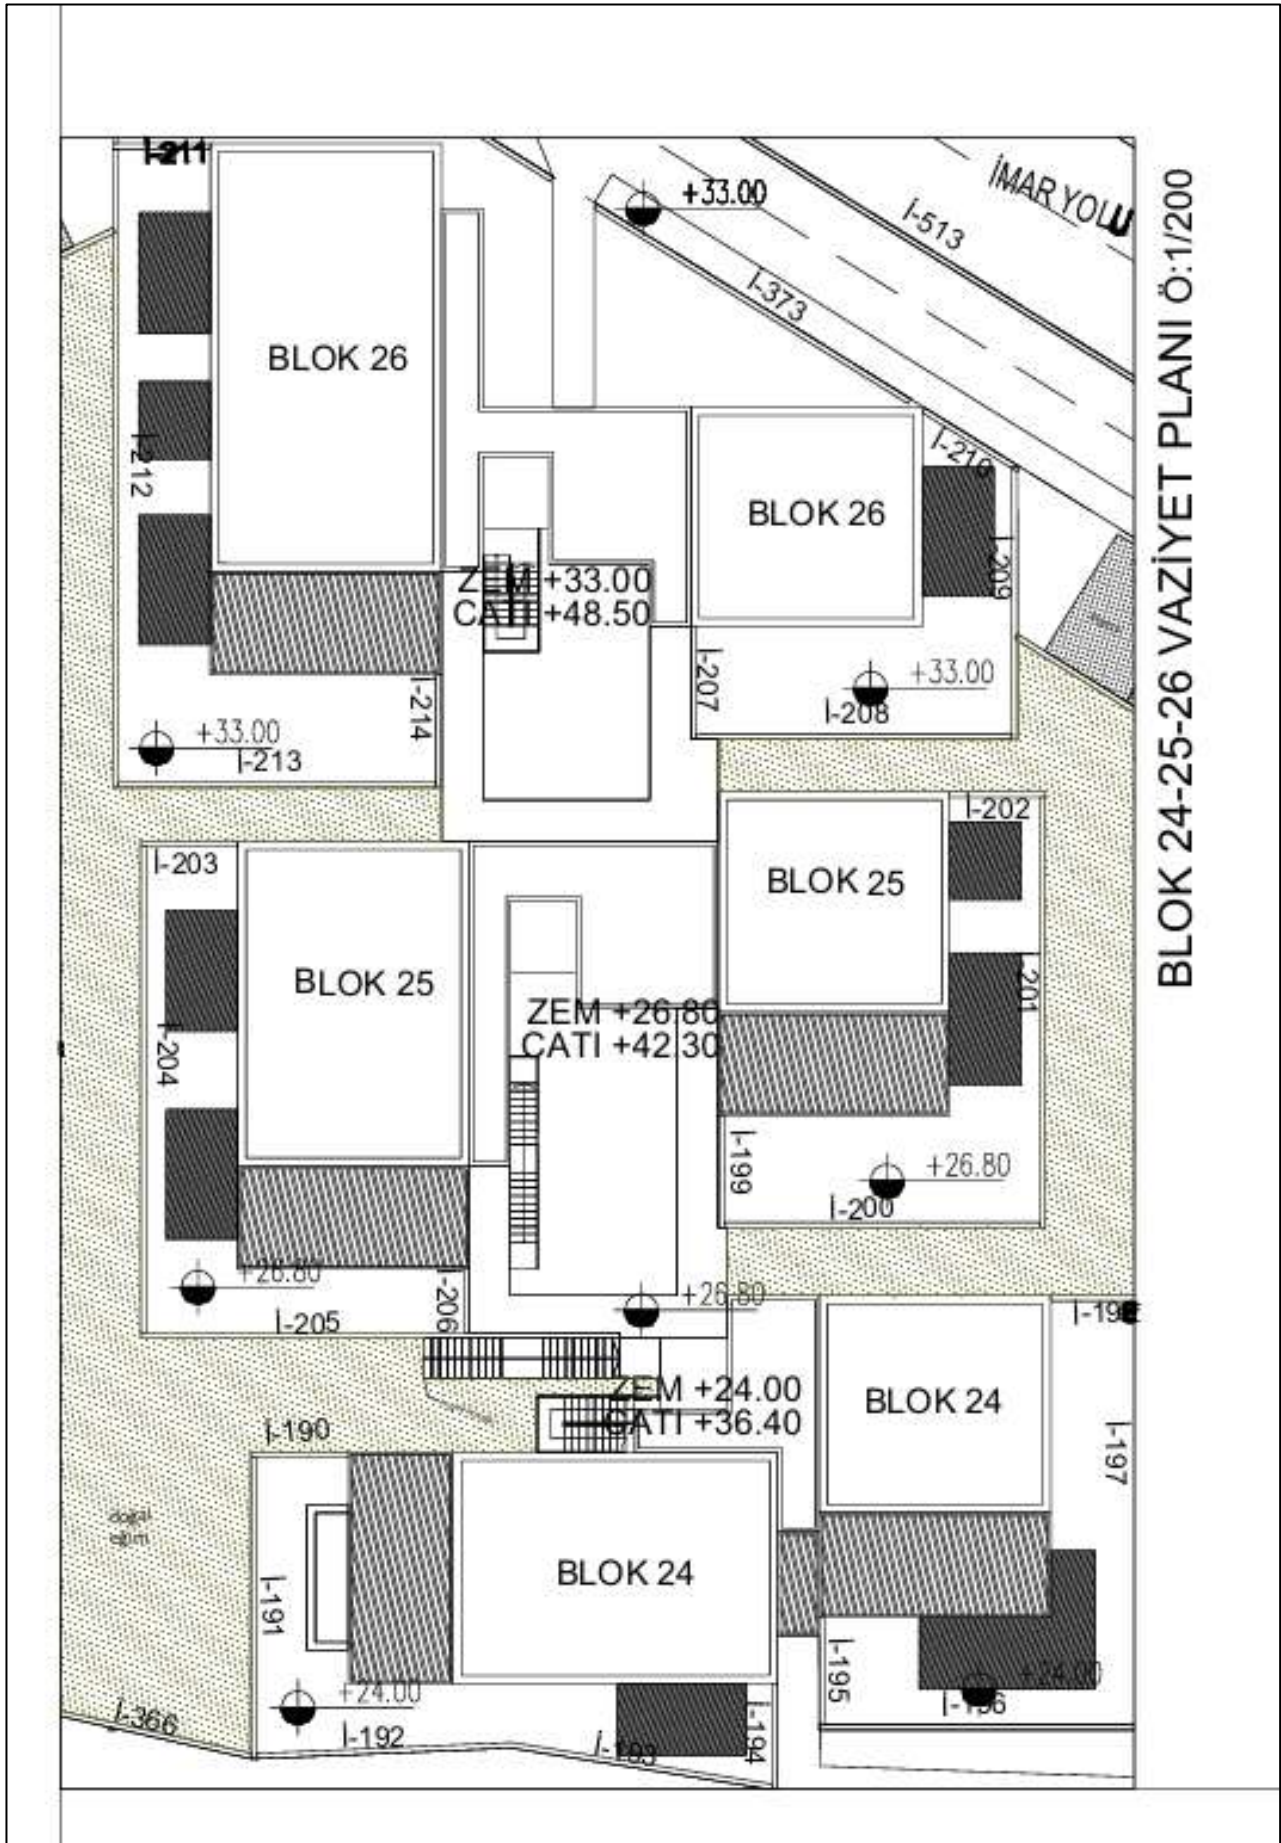 İ-211
+33.00
İMAR YOLU
İ-513
İ-373
BLOK 26
İ-212
İ-210
BLOK 26
İ-209
ZEM +33.00
CATI +48.50
İ-207
+33.00
İ-208
İ-214
+33.00
İ-213
İ-203
İ-202
BLOK 25
BLOK 25
İ-201
İ-204
ZEM +26.80
CATI +42.30
İ-199
+26.80
İ-200
+26.80
İ-206
İ-205
+26.80
ZEM +24.00
CATI +36.40
BLOK 24
İ-190
İ-197
doğal
eğim
BLOK 24
İ-191
İ-195
+24.00
İ-196
+24.00
İ-366
İ-192
İ-193
İ-194
BLOK 24-25-26 VAZİYET PLANI Ö:1/200